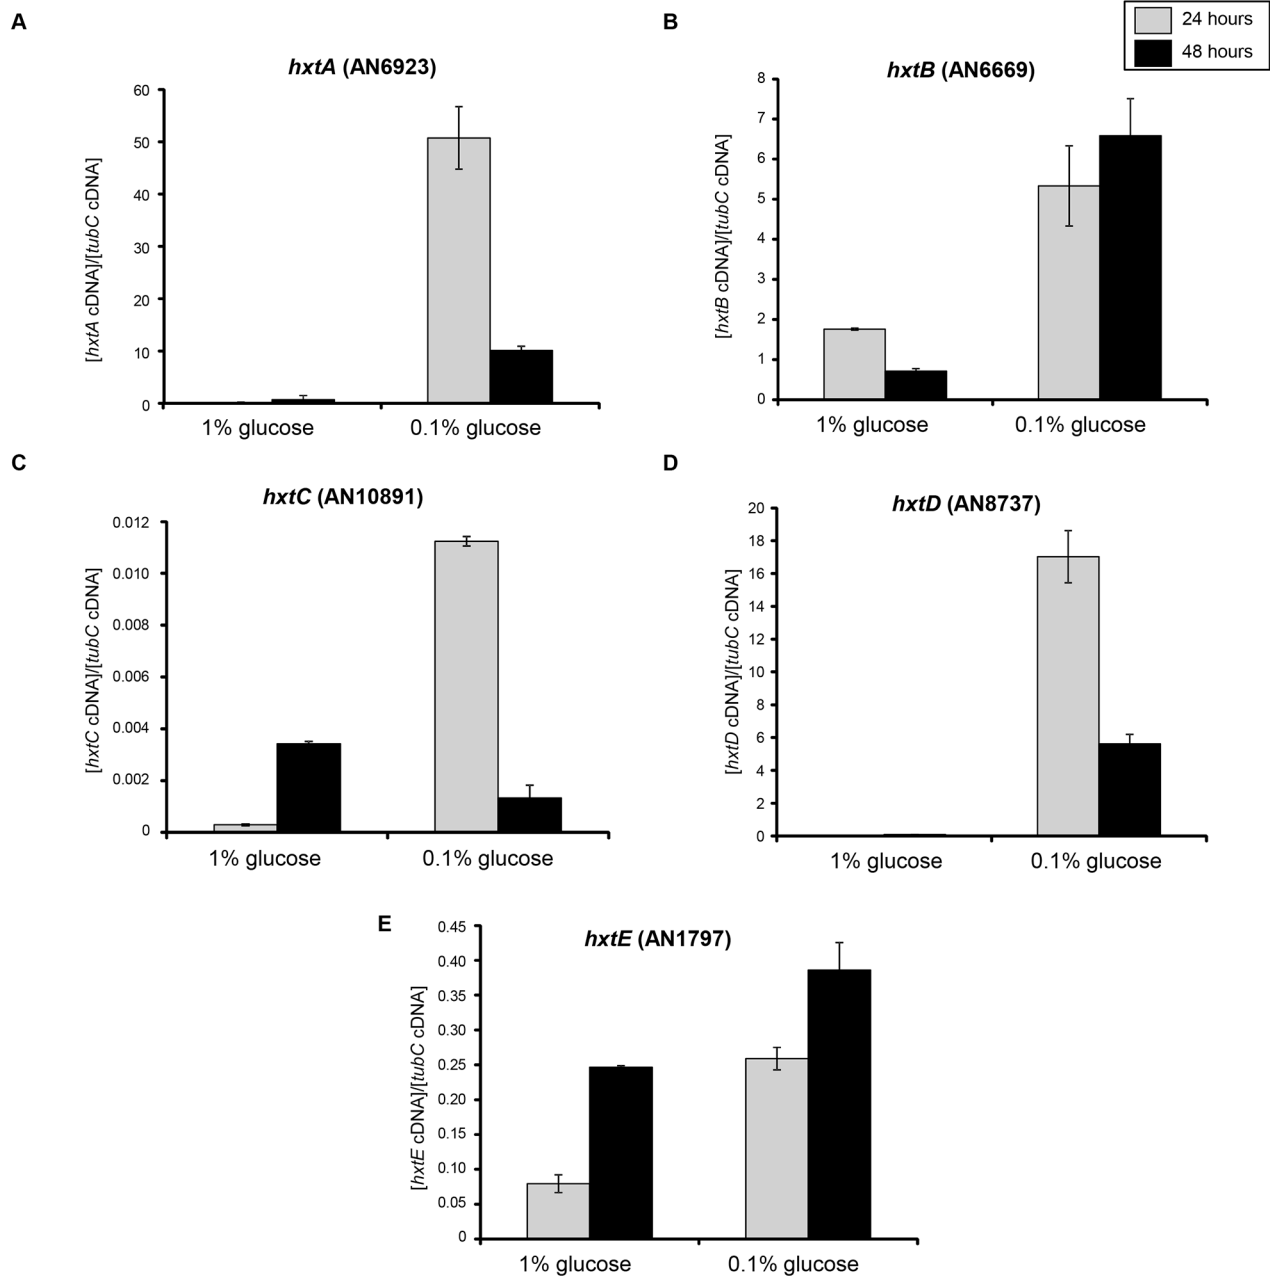 A
B
24 hours
48 hours
hxtA (AN6923)
[hxtA cDNA]/[tubC cDNA]
60
50
40
30
20
10
0
1% glucose
0.1% glucose
hxtB (AN6669)
[hxtB cDNA]/[tubC cDNA]
8
7
6
5
4
3
2
1
0
1% glucose
0.1% glucose
C
hxtC (AN10891)
[hxtC cDNA]/[tubC cDNA]
0.012
0.010
0.008
0.006
0.004
0.002
0
1% glucose
0.1% glucose
D
hxtD (AN8737)
[hxtD cDNA]/[tubC cDNA]
20
18
16
14
12
10
8
6
4
2
0
1% glucose
0.1% glucose
E
hxtE (AN1797)
[hxtE cDNA]/[tubC cDNA]
0.45
0.40
0.35
0.30
0.25
0.20
0.15
0.10
0.05
0
1% glucose
0.1% glucose